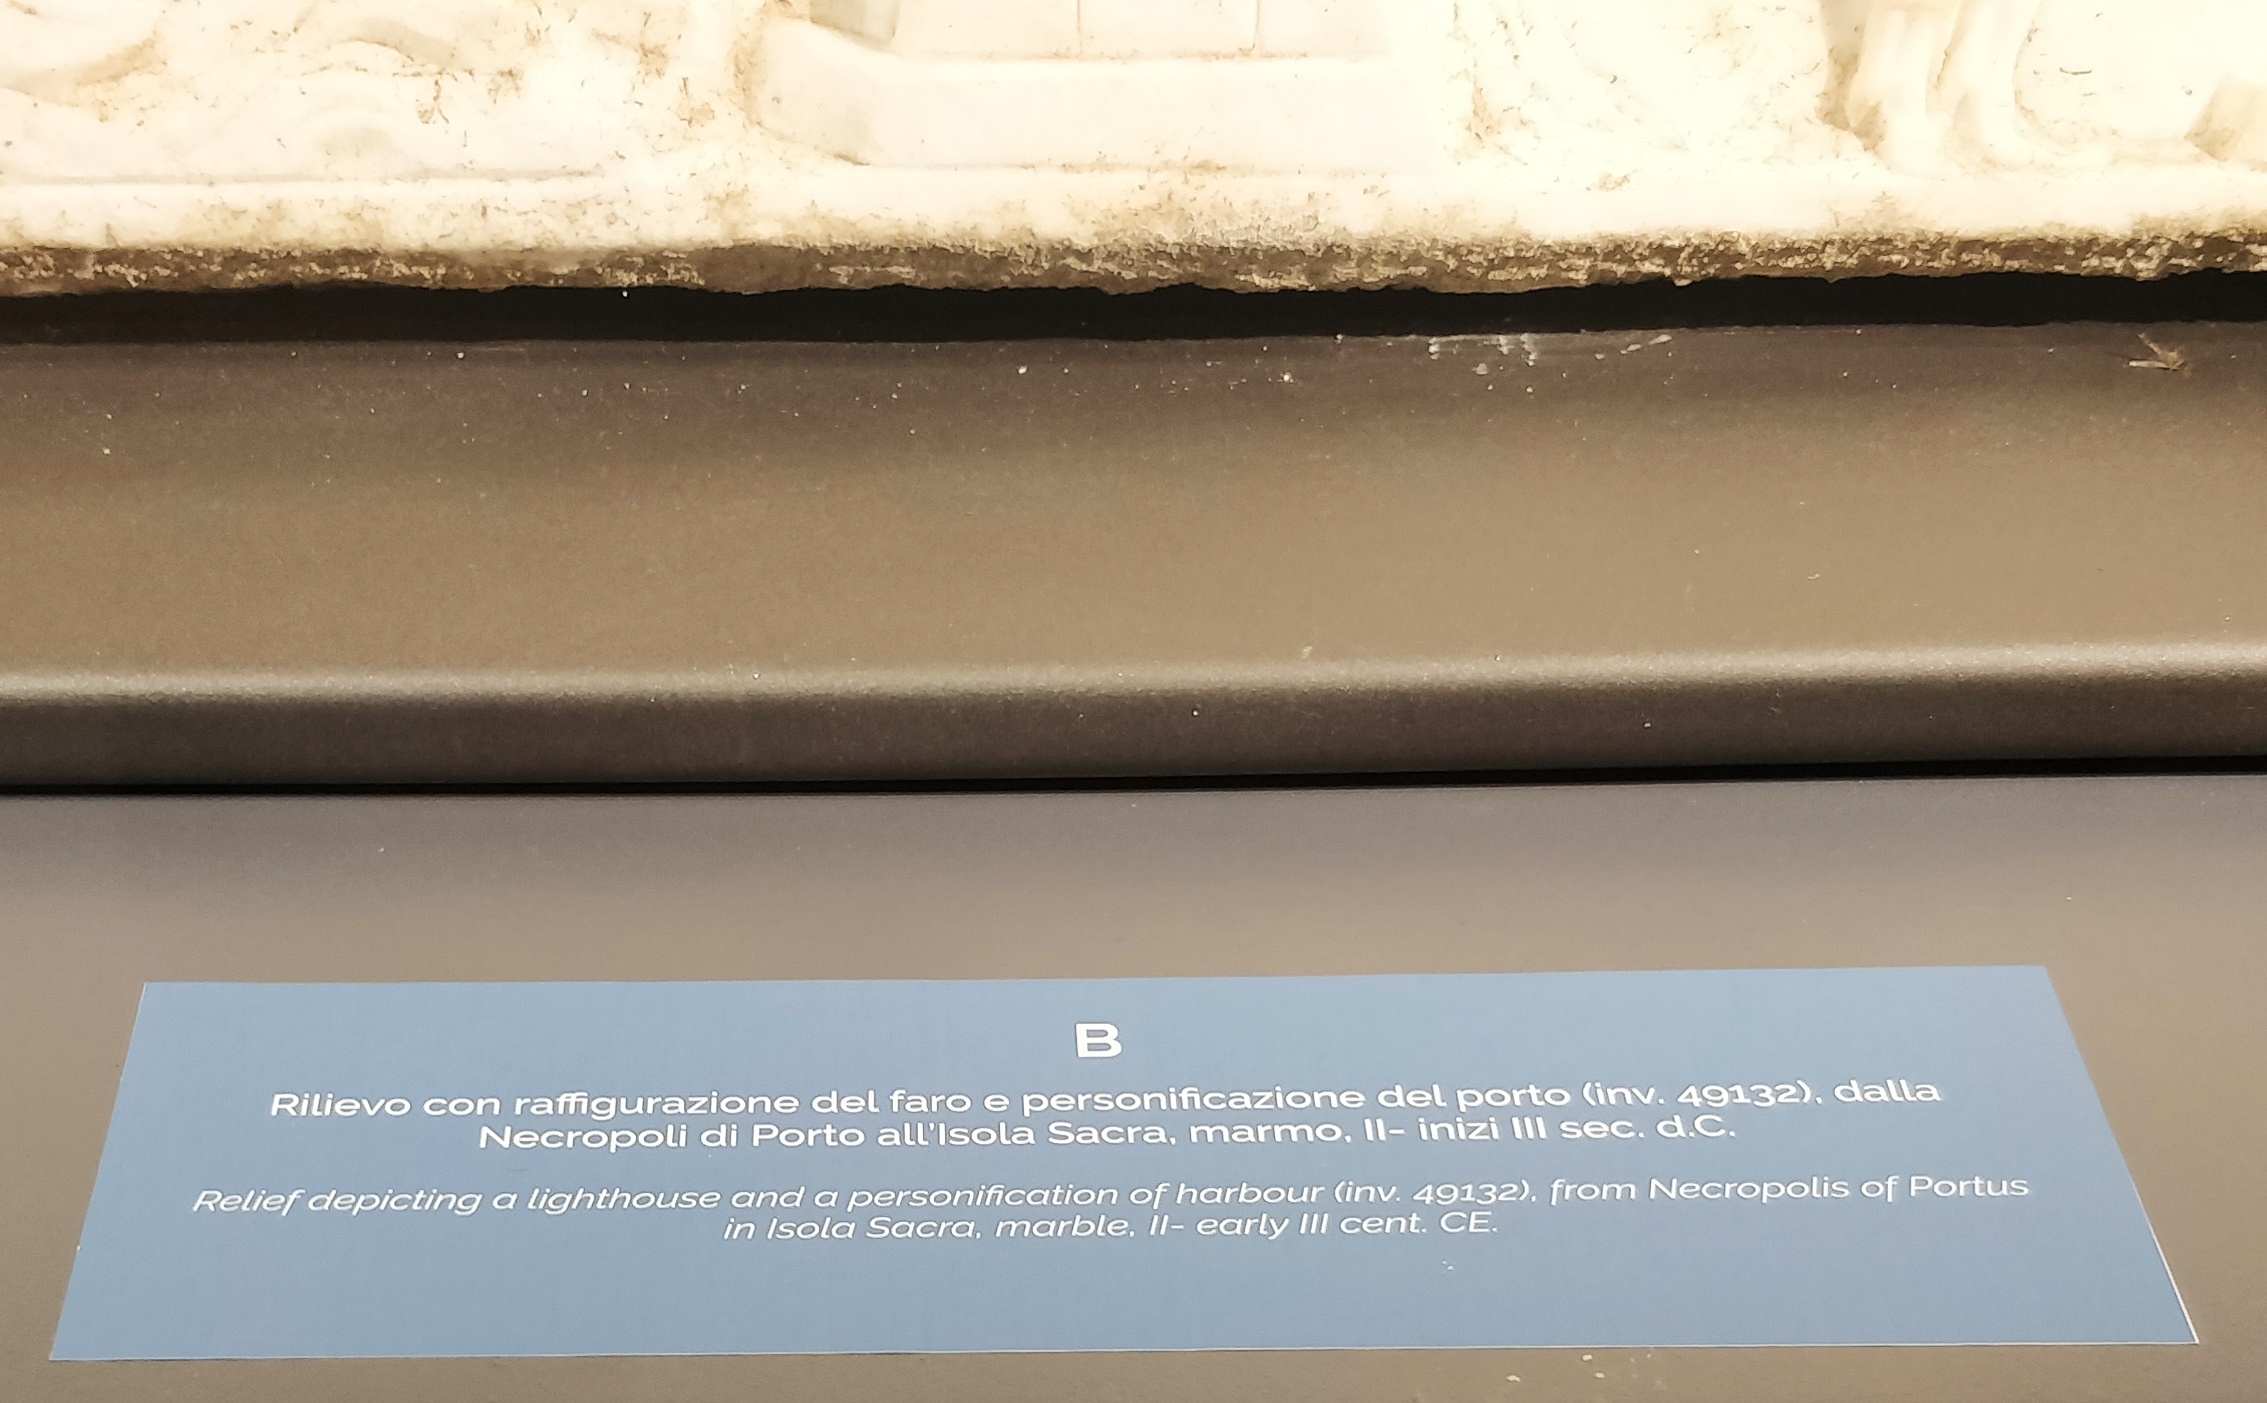 B
Rilievo con raffigurazione del faro e personificazione del porto (inv. 49132), dalla
Necropoli di Porto all'Isola Sacra, marmo, II- inizi III sec. d.C.
Relief depicting a lighthouse and a personification of harbour (inv. 49132), from Necropolis of Portus
in Isola Sacra, marble, II- early III cent. CE.